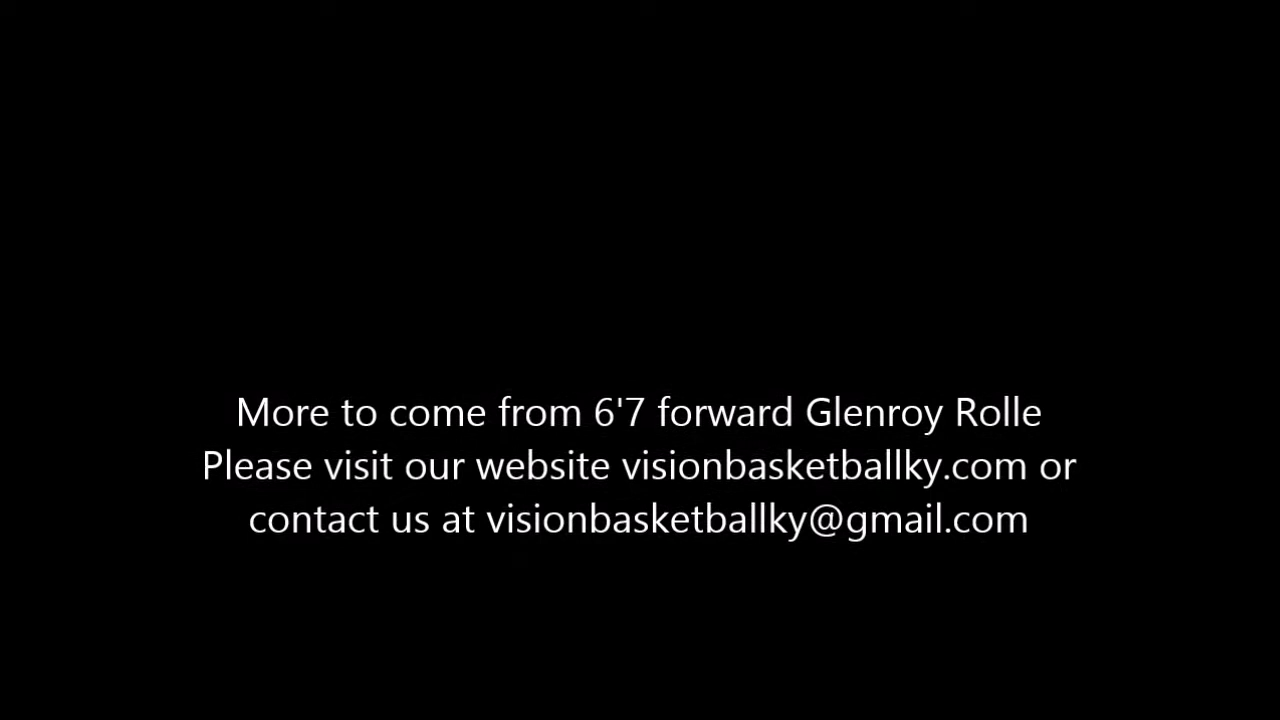 More to come from 6'7 forward Glenroy Rolle
Please visit our website visionbasketballky.com or
contact us at visionbasketballky@gmail.com